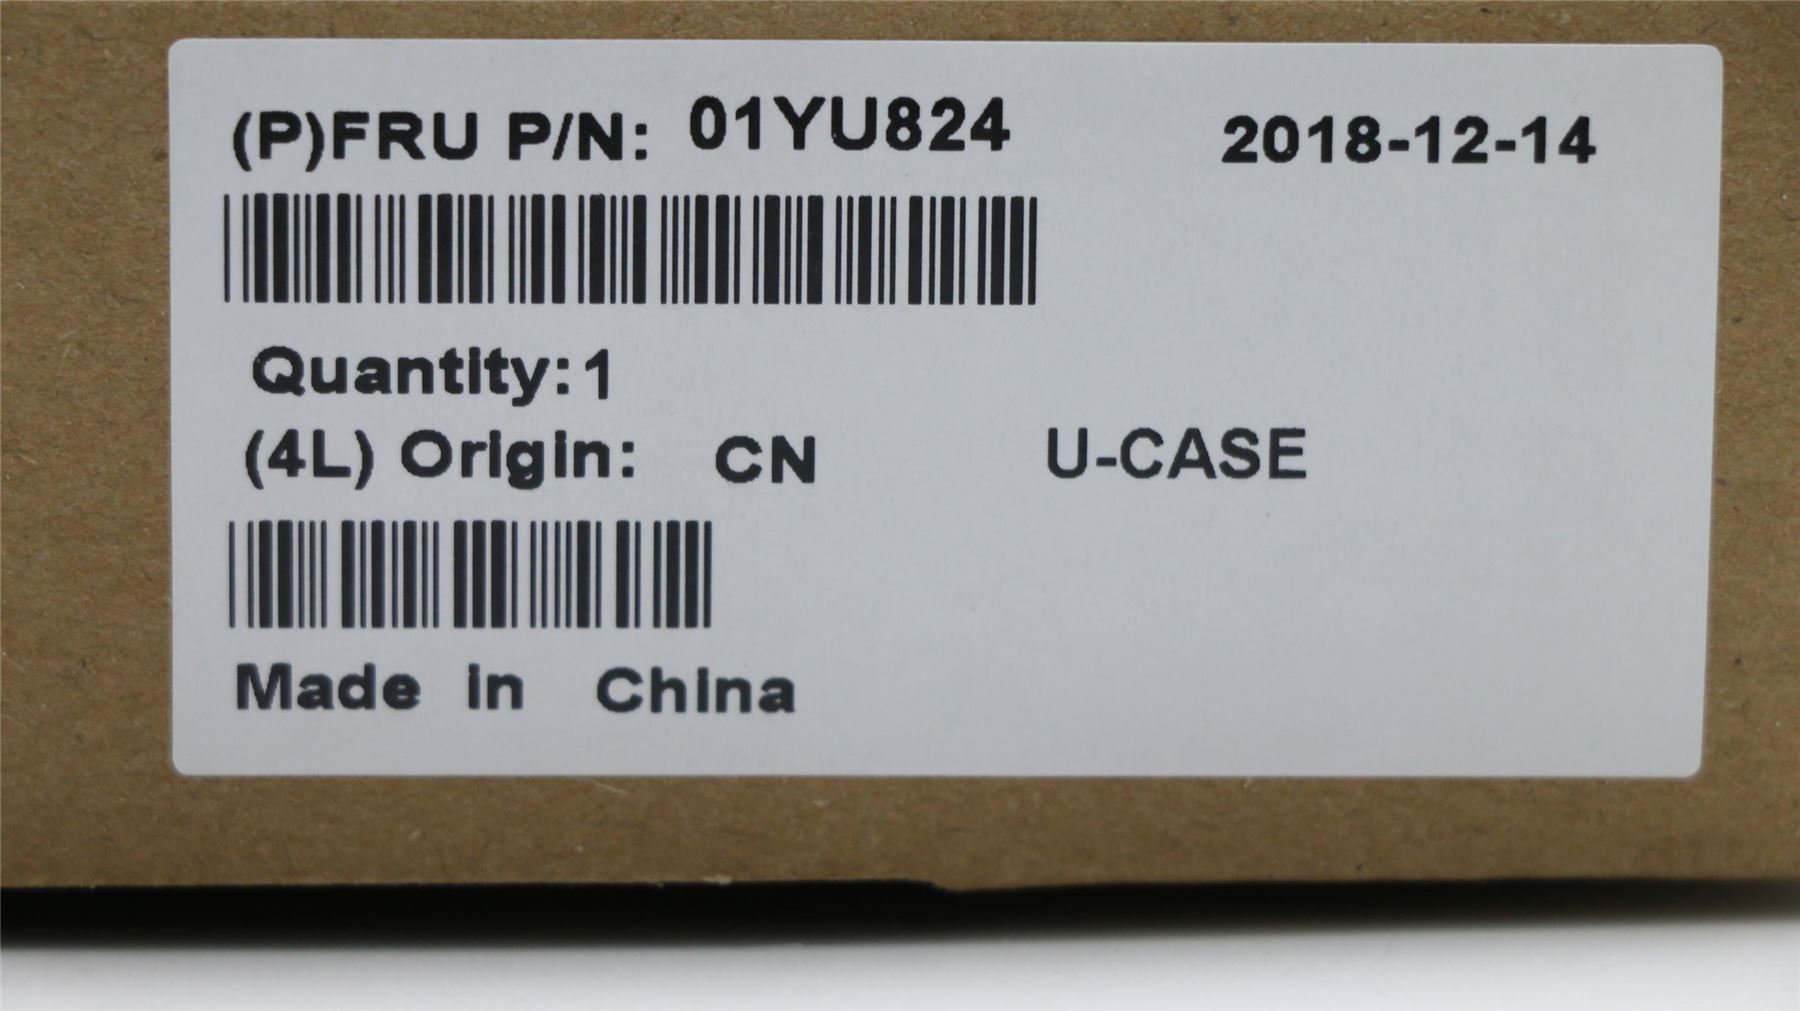 (P)FRU P/N: 01YU824 2018-12-14
Quantity:1
(4L) Origin: CN U-CASE
Made in China